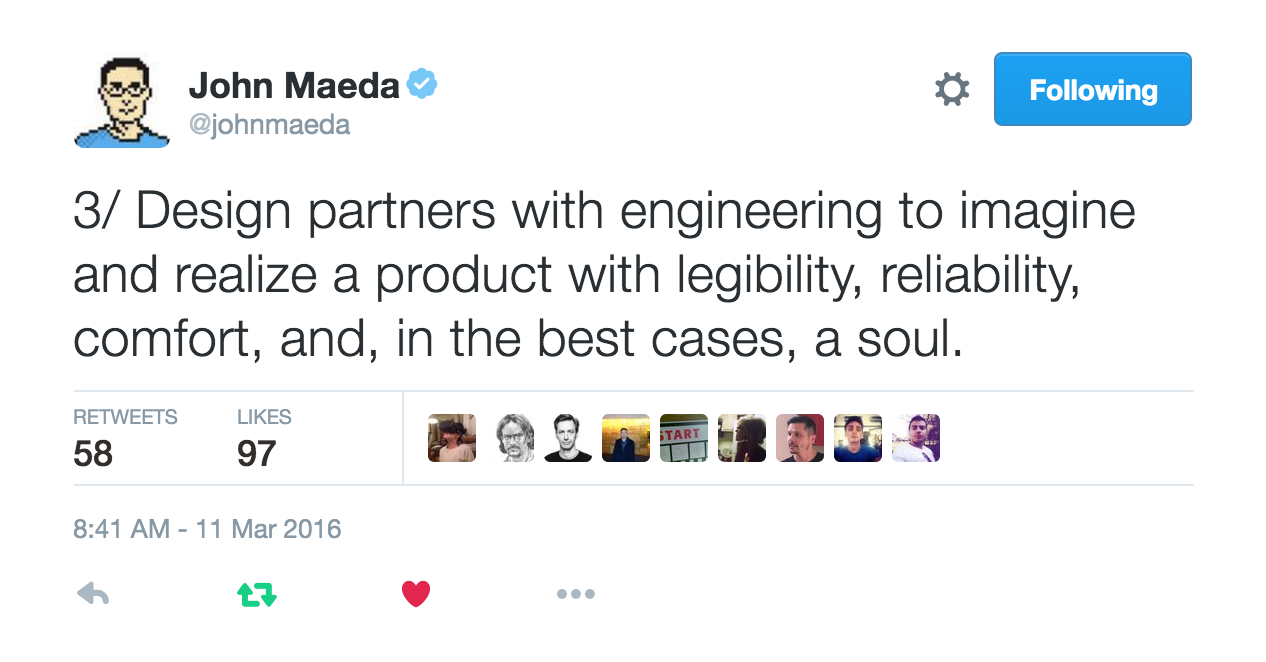 John Maeda
@johnmaeda
Following
3/ Design partners with engineering to imagine
and realize a product with legibility, reliability,
comfort, and, in the best cases, a soul.
RETWEETS
58
LIKES
97
START
8:41 AM - 11 Mar 2016